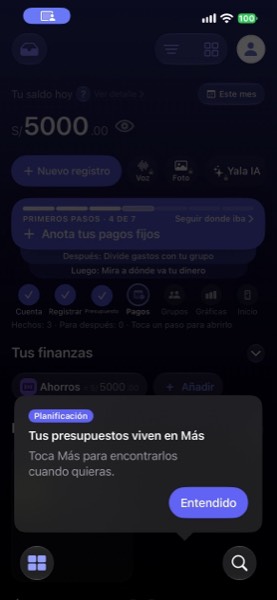 100
Tu saldo hoy ? Ver detalle >
Este mes
S/5000.00
+ Nuevo registro
Voz
Foto
Yala IA
PRIMEROS PASOS · 4 DE 7
Seguir donde iba >
+ Anota tus pagos fijos
Después: Divide gastos con tu grupo
Luego: Mira a dónde va tu dinero
Cuenta Registrar Presupuesto Pagos Grupos Gráficas Inicio
Hechos: 3 · Para después: 0 · Toca un paso para abrirlo
Tus finanzas
Ahorros S/5000.00
+ Añadir
Planificación
Tus presupuestos viven en Más
Toca Más para encontrarlos
cuando quieras.
Entendido